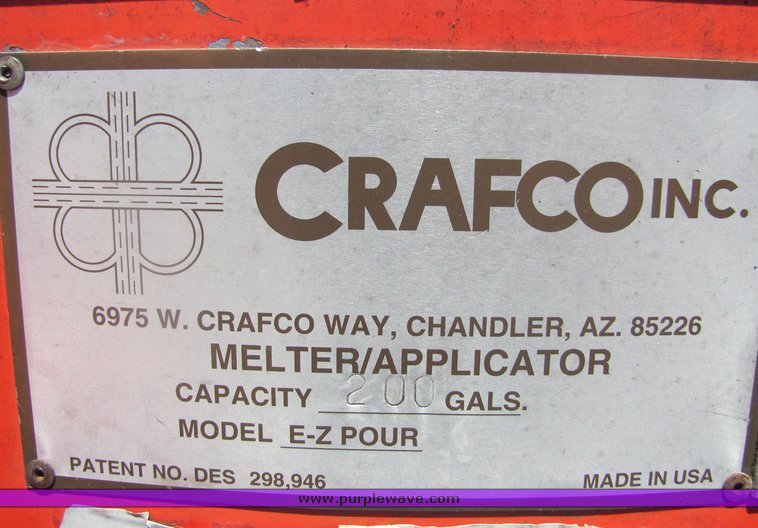 CRAFCO INC.
6975 W. CRAFCO WAY, CHANDLER, AZ. 85226
MELTER/APPLICATOR
CAPACITY 200 GALS.
MODEL E-Z POUR
PATENT NO. DES 298,946
MADE IN USA
www.purplewave.com